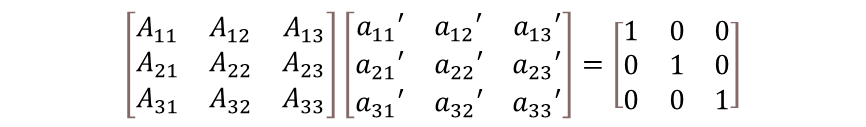 [A₁₁ A₁₂ A₁₃] [a₁₁′ a₁₂′ a₁₃′]   [1 0 0]
[A₂₁ A₂₂ A₂₃] [a₂₁′ a₂₂′ a₂₃′] = [0 1 0]
[A₃₁ A₃₂ A₃₃] [a₃₁′ a₃₂′ a₃₃′]   [0 0 1]